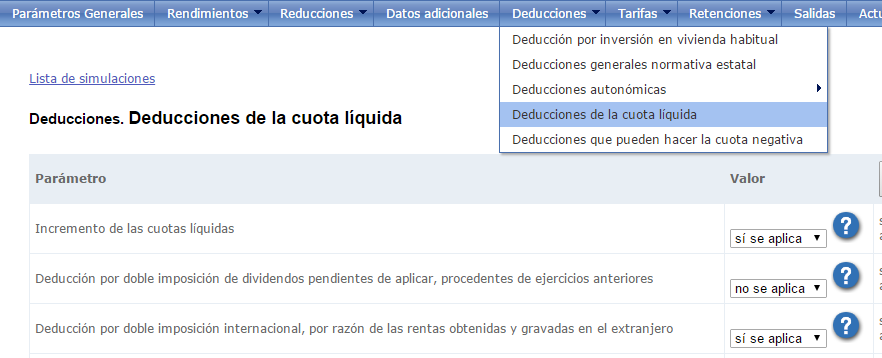 Parámetros Generales Rendimientos Reducciones Datos adicionales Deducciones Tarifas Retenciones Salidas
Deducción por inversión en vivienda habitual
Deducciones generales normativa estatal
Deducciones autonómicas
Deducciones de la cuota líquida
Deducciones que pueden hacer la cuota negativa
Lista de simulaciones
Deducciones. Deducciones de la cuota líquida
Parámetro Valor
Incremento de las cuotas líquidas sí se aplica ?
Deducción por doble imposición de dividendos pendientes de aplicar, procedentes de ejercicios anteriores no se aplica ?
Deducción por doble imposición internacional, por razón de las rentas obtenidas y gravadas en el extranjero sí se aplica ?